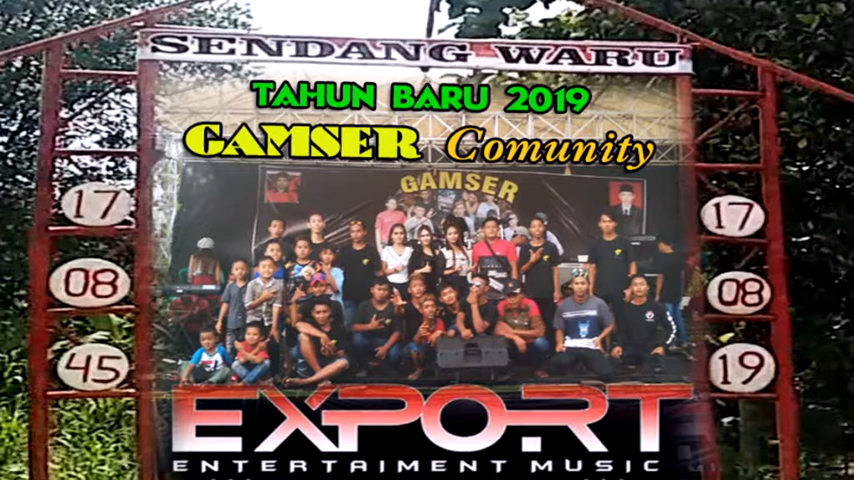 SENDANG WARU
TAHUN BARU 2019
GAMSER Comunity
GAMSER
17
08
45
17
08
19
EXPORT
ENTERTAIMENT MUSIC